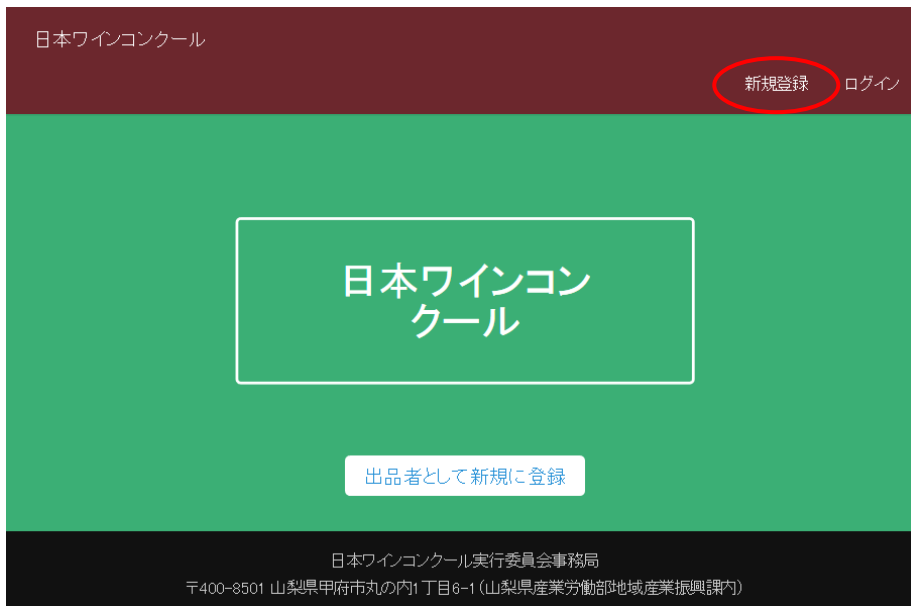 日本ワインコンクール
新規登録 ログイン
日本ワインコン
クール
出品者として新規に登録
日本ワインコンクール実行委員会事務局
〒400-8501 山梨県甲府市丸の内1丁目6-1(山梨県産業労働部地域産業振興課内)